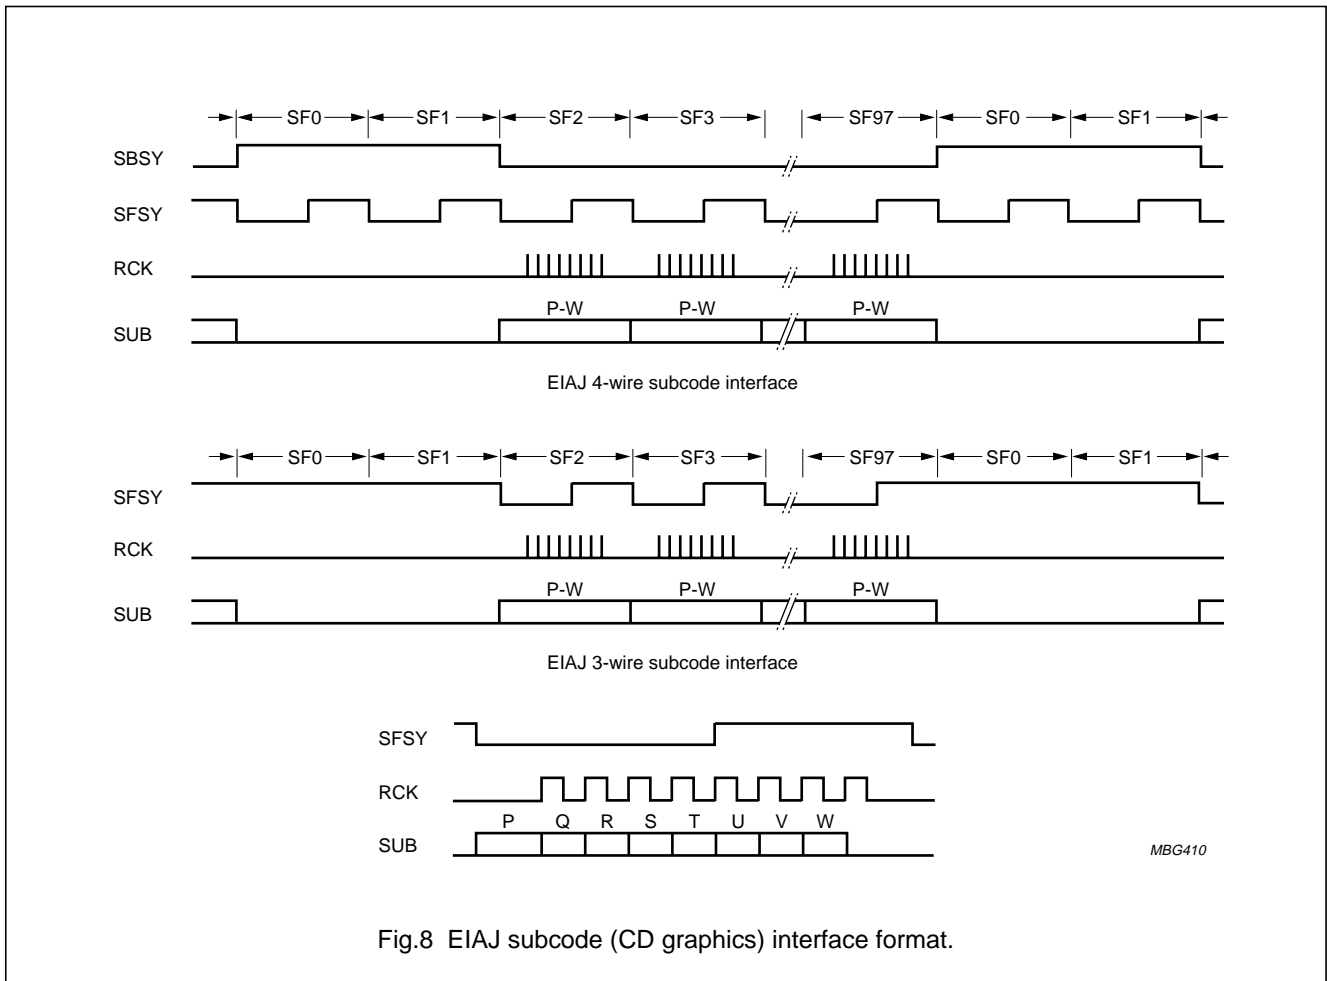 SF0 SF1 SF2 SF3 SF97 SF0 SF1
SBSY
SFSY
RCK
P-W P-W P-W
SUB
EIAJ 4-wire subcode interface
SF0 SF1 SF2 SF3 SF97 SF0 SF1
SFSY
RCK
P-W P-W P-W
SUB
EIAJ 3-wire subcode interface
SFSY
RCK
P Q R S T U V W
SUB
MBG410
Fig.8 EIAJ subcode (CD graphics) interface format.